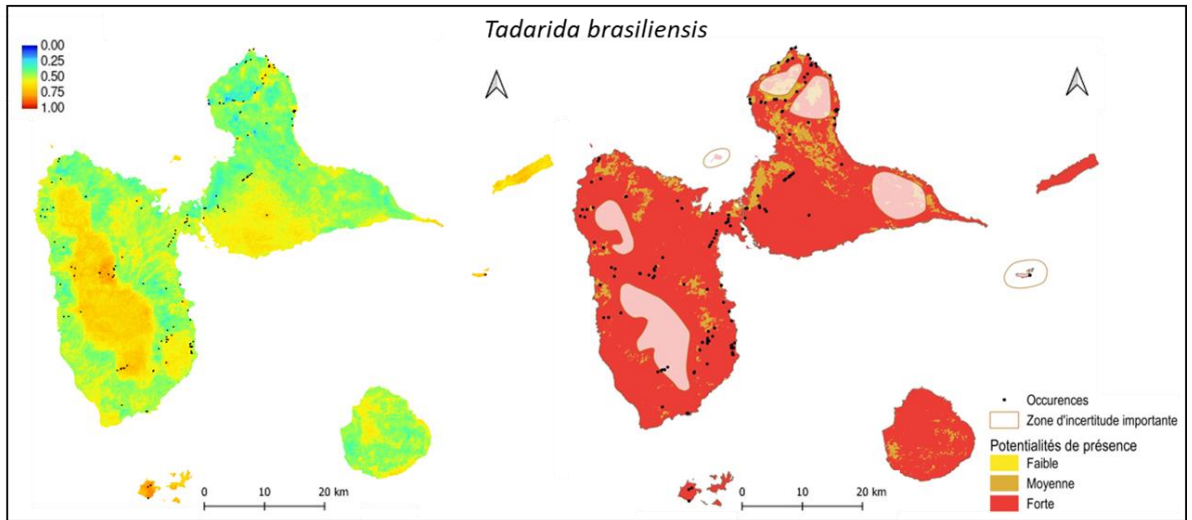 Tadarida brasiliensis
0.00
0.25
0.50
0.75
1.00
0 10 20 km
0 10 20 km
Occurences
Zone d'incertitude importante
Potentialités de présence
Faible
Moyenne
Forte